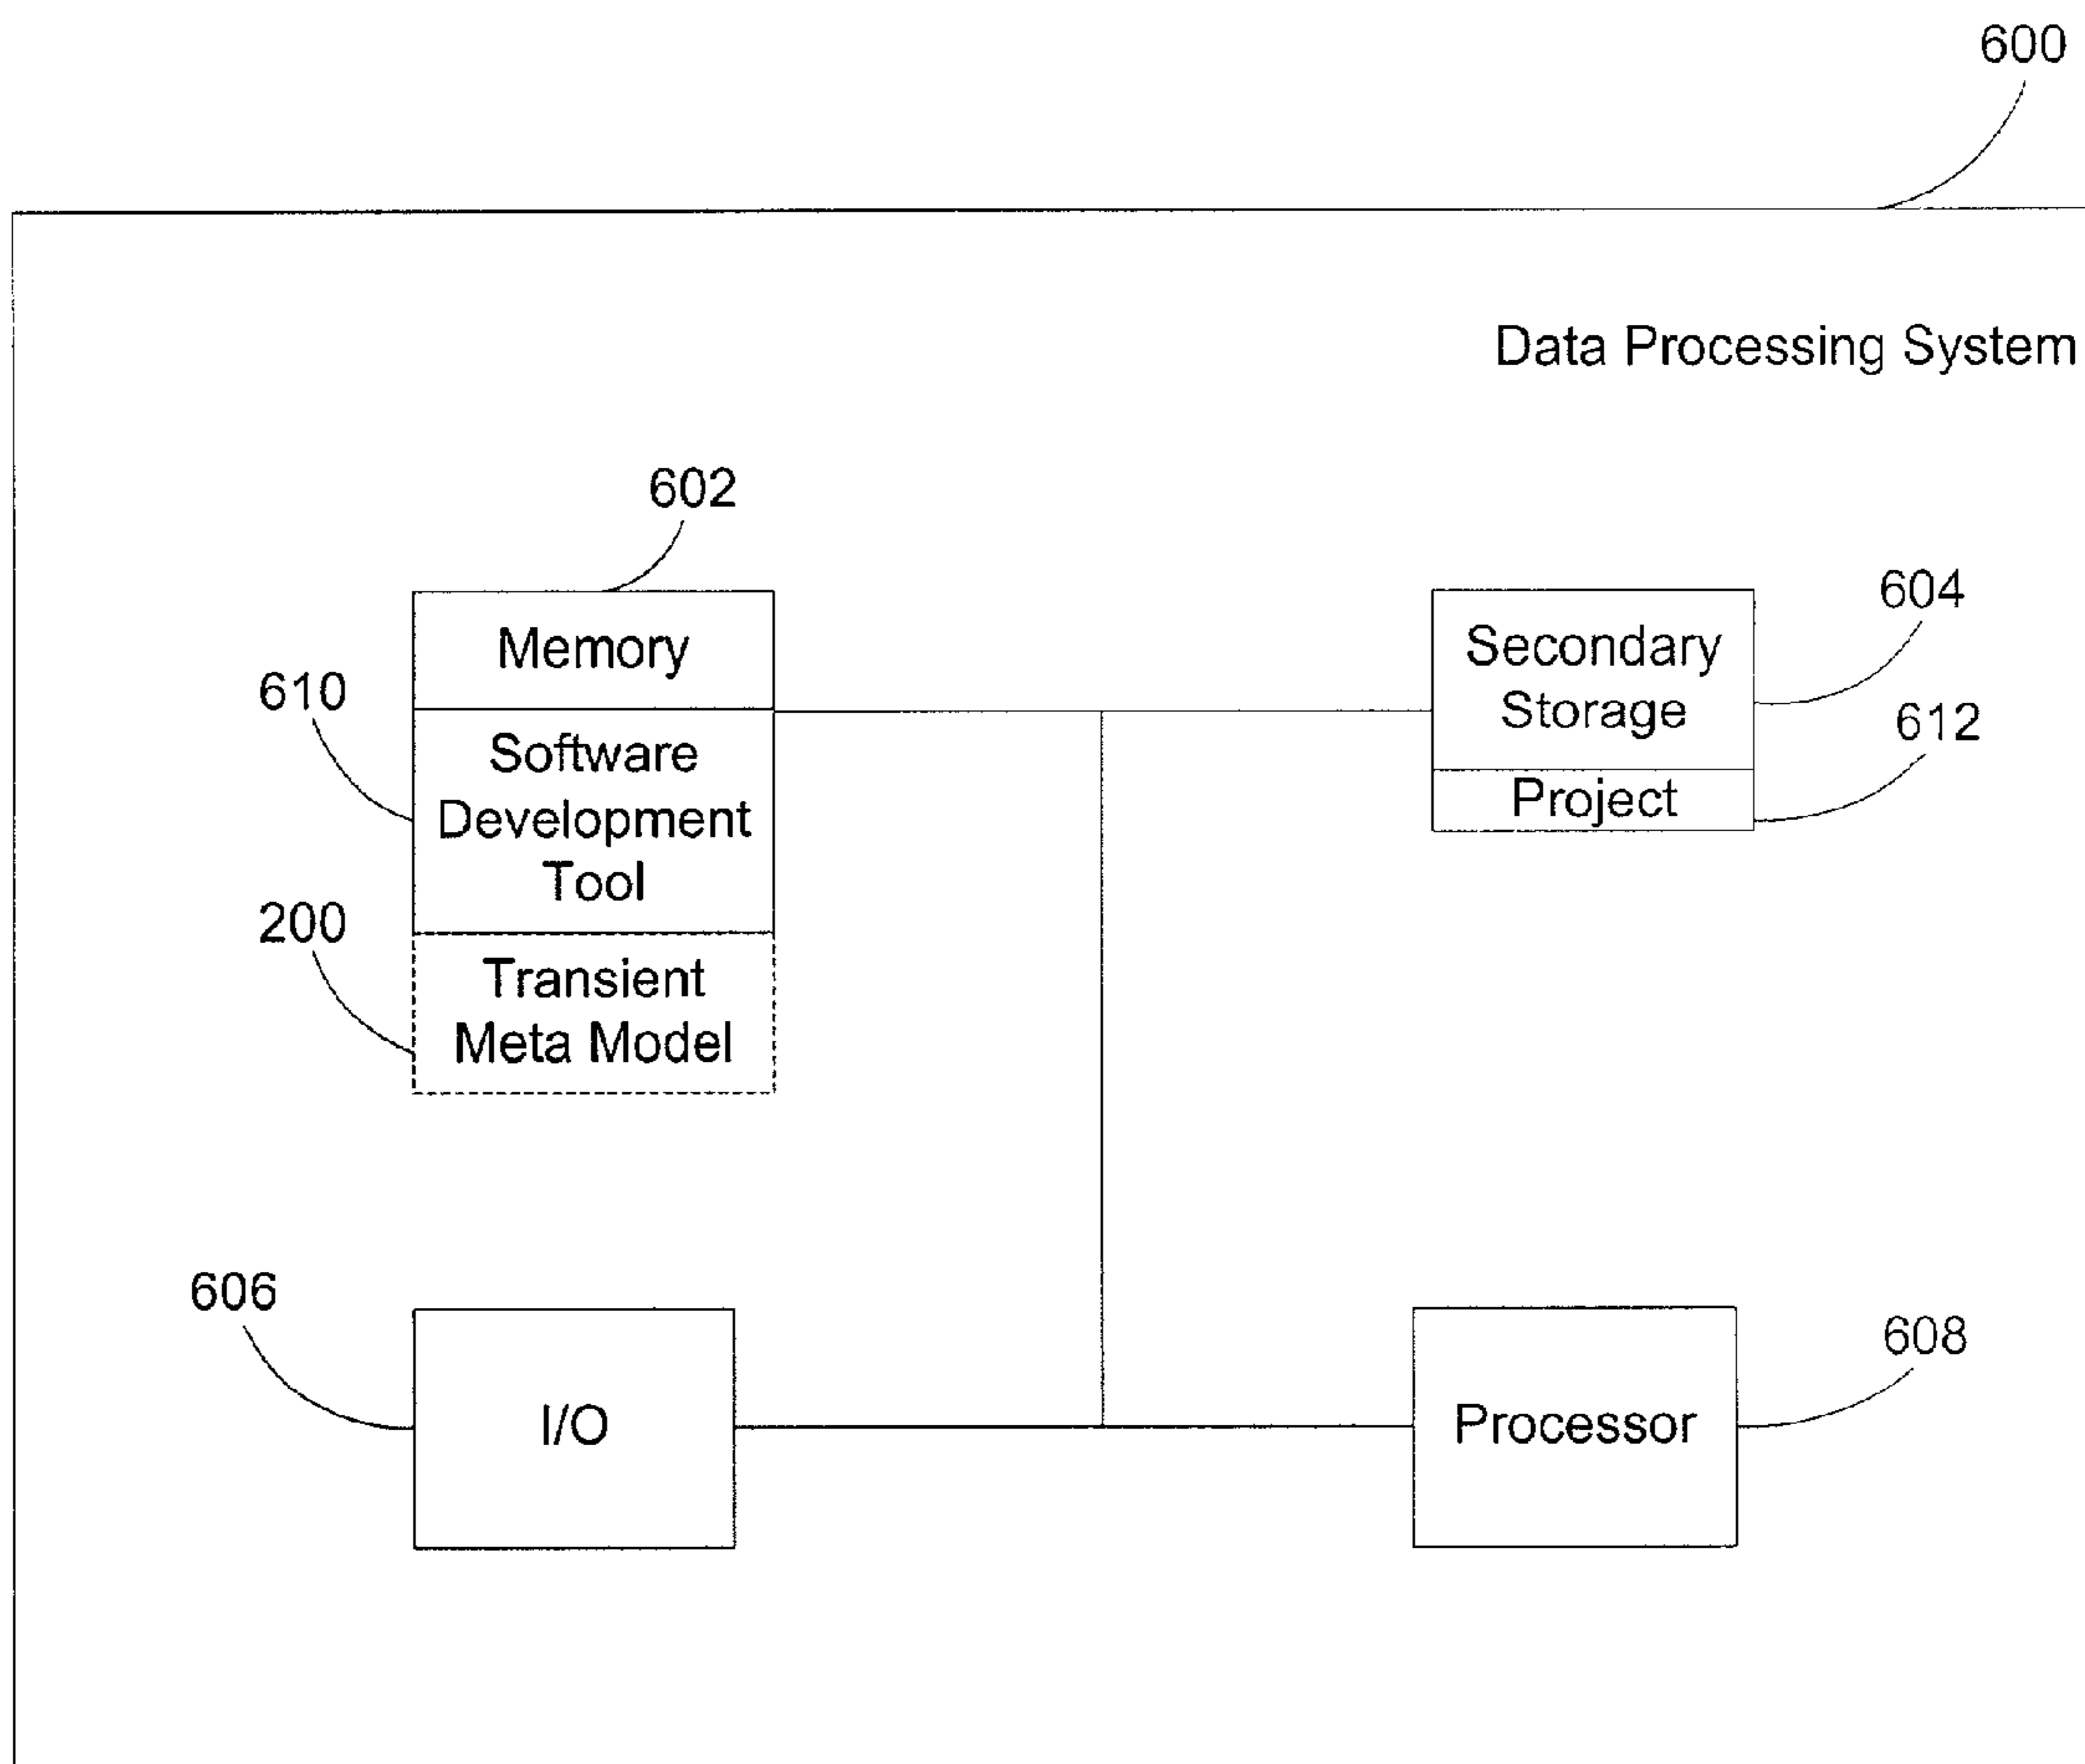 600
Data Processing System
602
Memory
610
Software
Development
Tool
200
Transient
Meta Model
Secondary
Storage
604
612
Project
606
I/O
Processor
608